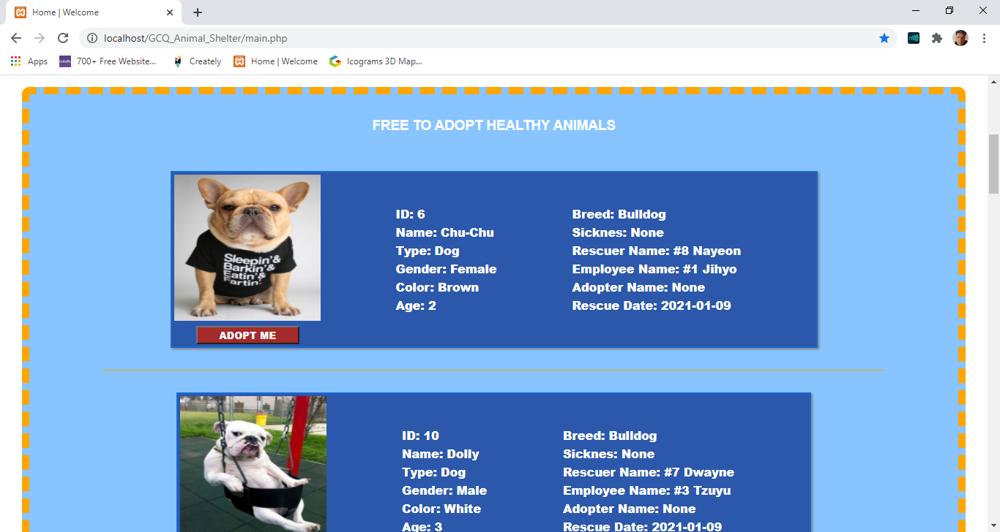 Home | Welcome
localhost/GCQ_Animal_Shelter/main.php
Apps
700+ Free Website...
Creately
Home | Welcome
Icograms 3D Map...
FREE TO ADOPT HEALTHY ANIMALS
Sleepin'&
Barkin'&
Eatin'&
Fartin'.
ADOPT ME
ID: 6
Name: Chu-Chu
Type: Dog
Gender: Female
Color: Brown
Age: 2
Breed: Bulldog
Sicknes: None
Rescuer Name: #8 Nayeon
Employee Name: #1 Jihyo
Adopter Name: None
Rescue Date: 2021-01-09
ID: 10
Name: Dolly
Type: Dog
Gender: Male
Color: White
Age: 3
Breed: Bulldog
Sicknes: None
Rescuer Name: #7 Dwayne
Employee Name: #3 Tzuyu
Adopter Name: None
Rescue Date: 2021-01-09